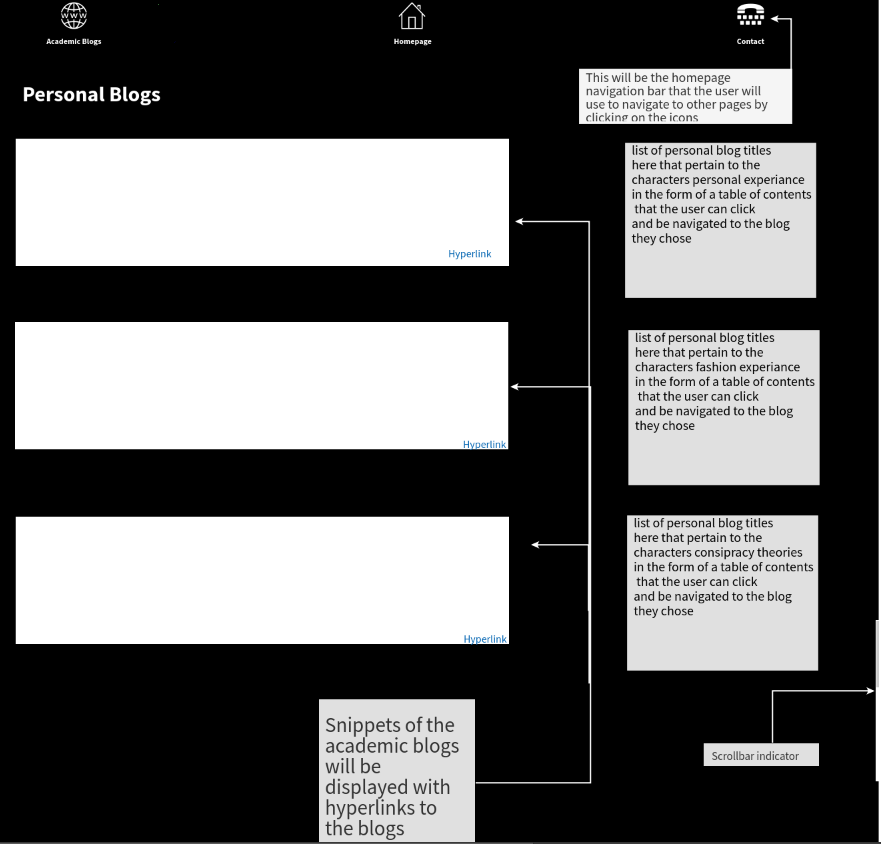 WWW
Academic Blogs
Homepage
Contact
This will be the homepage
navigation bar that the user will
use to navigate to other pages by
clicking on the icons
Personal Blogs
list of personal blog titles
here that pertain to the
characters personal experiance
in the form of a table of contents
that the user can click
and be navigated to the blog
they chose
Hyperlink
list of personal blog titles
here that pertain to the
characters fashion experiance
in the form of a table of contents
that the user can click
and be navigated to the blog
they chose
Hyperlink
list of personal blog titles
here that pertain to the
characters consipracy theories
in the form of a table of contents
that the user can click
and be navigated to the blog
they chose
Hyperlink
Snippets of the
academic blogs
will be
displayed with
hyperlinks to
the blogs
Scrollbar indicator